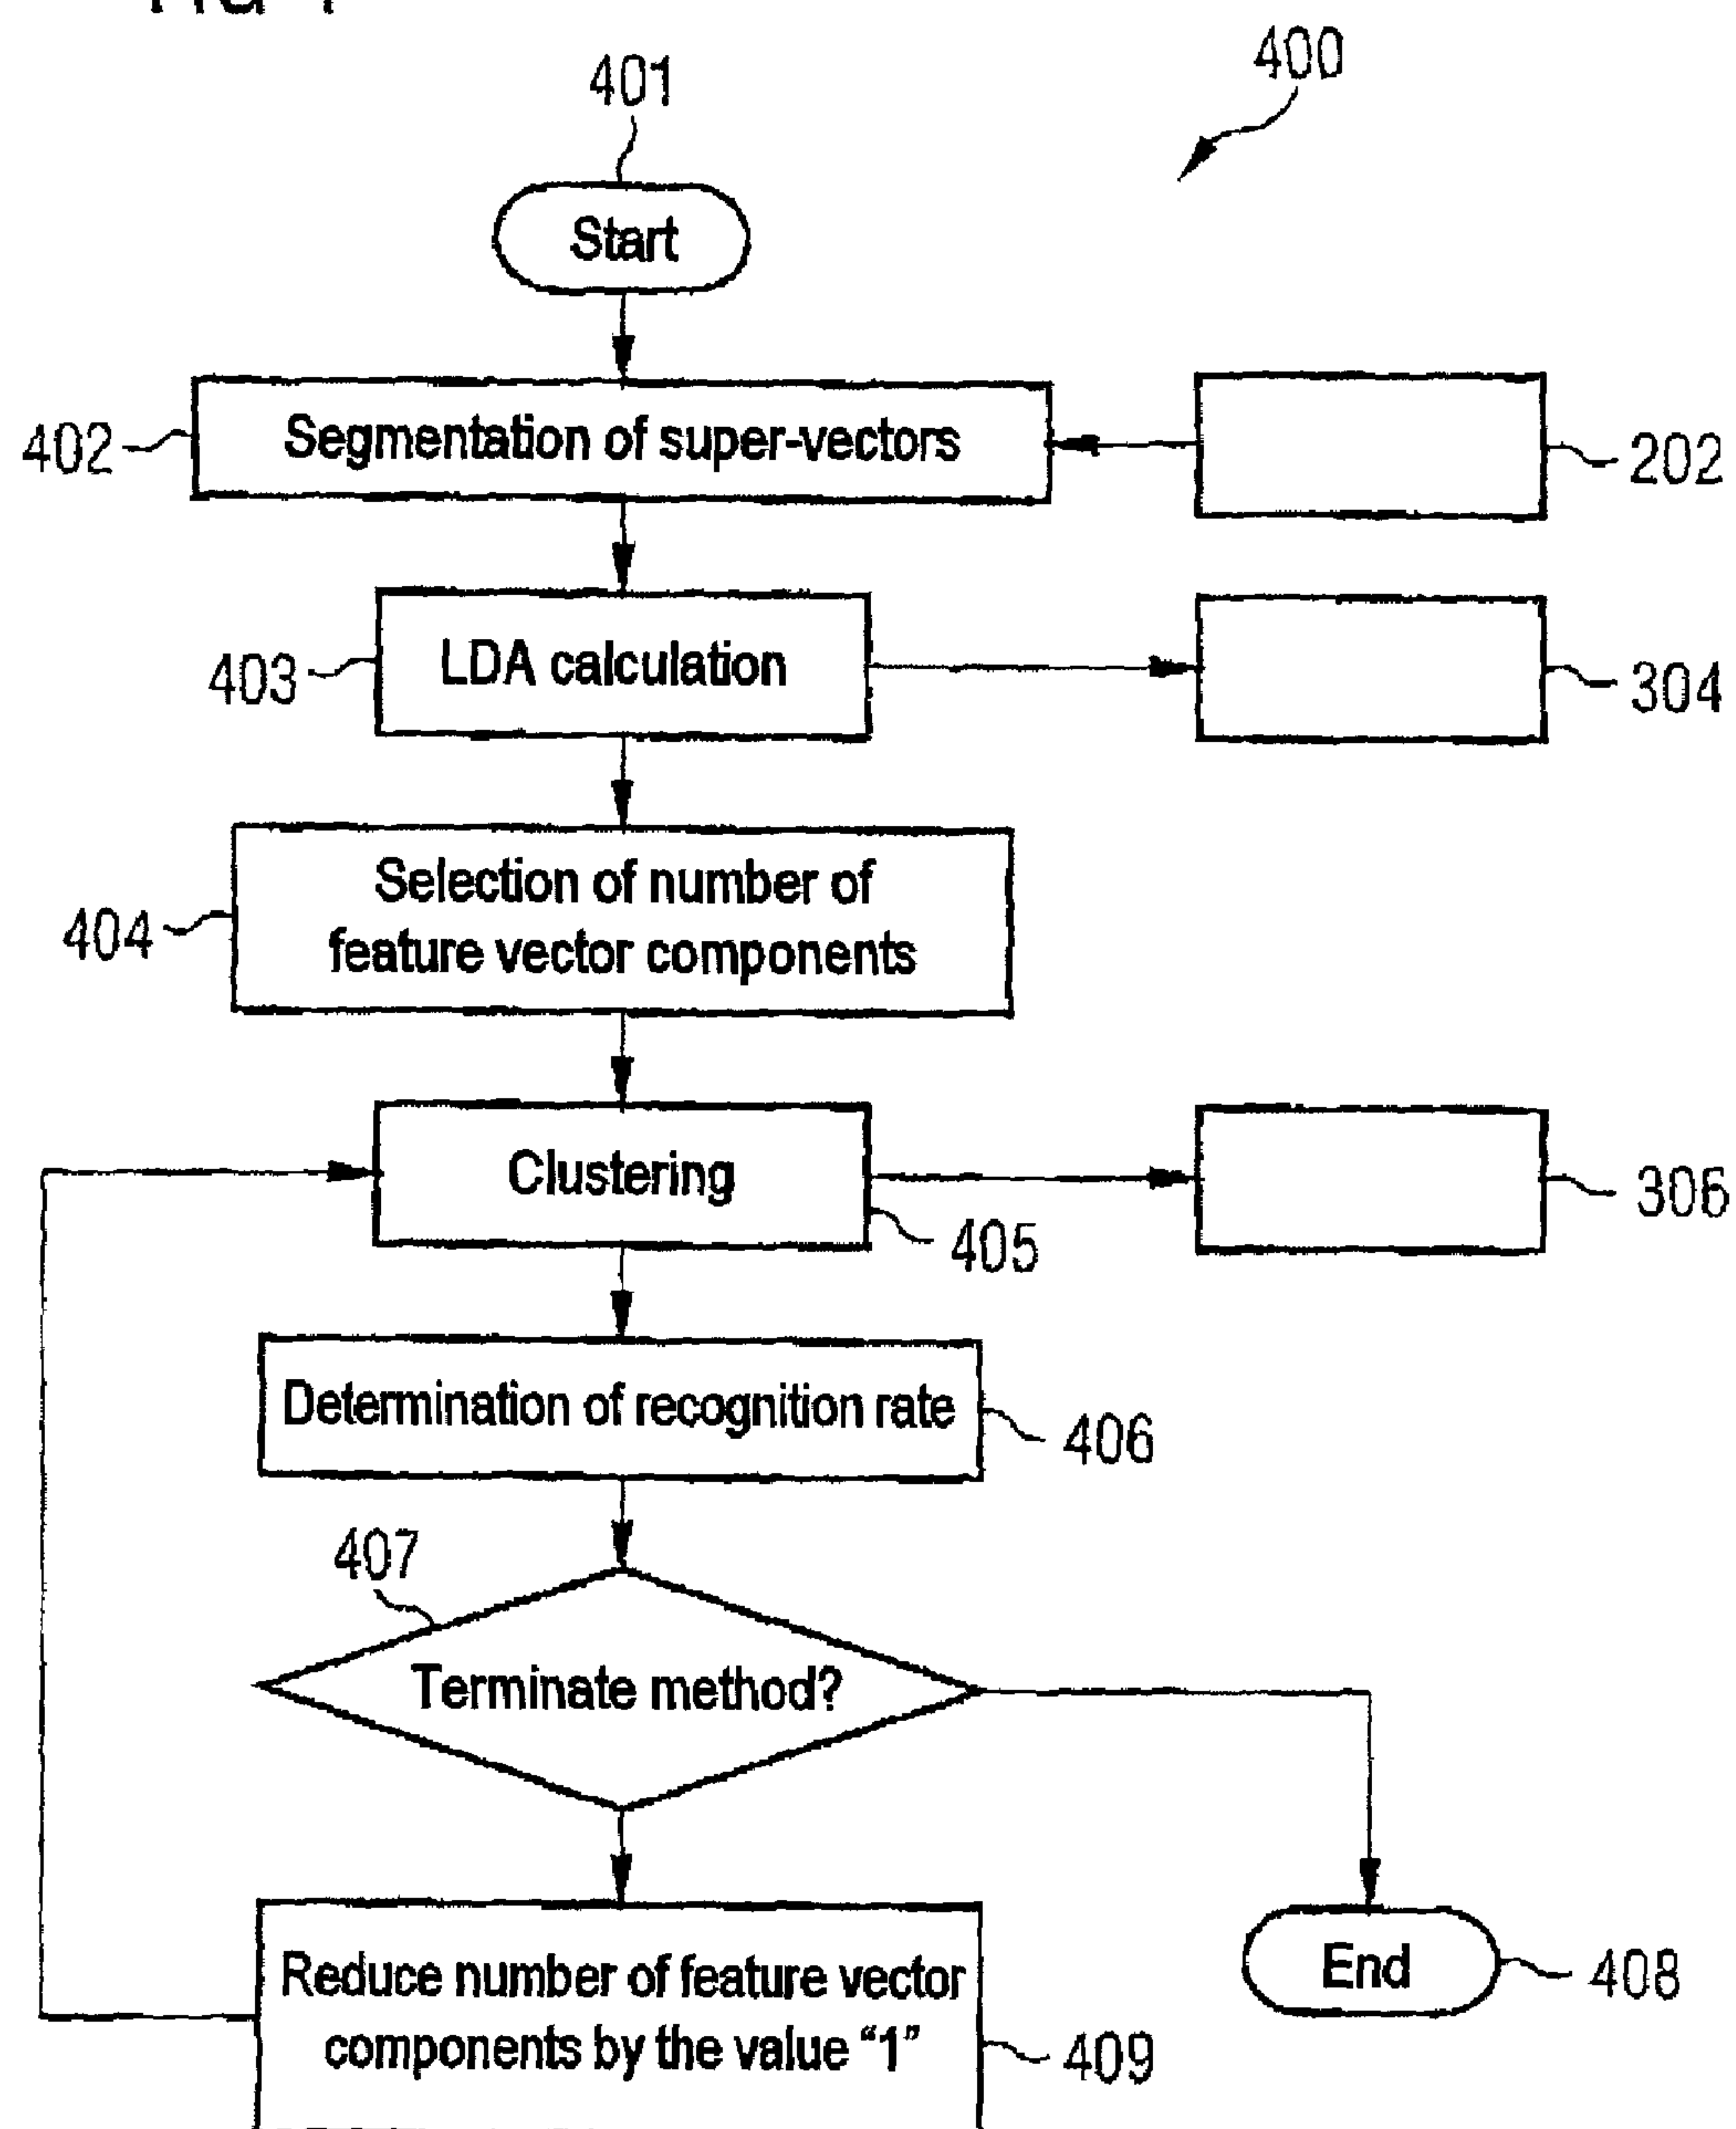 400
401
Start
402
Segmentation of super-vectors
202
403
LDA calculation
304
404
Selection of number of
feature vector components
Clustering
405
306
Determination of recognition rate
406
407
Terminate method?
Reduce number of feature vector
components by the value “1”
409
End
408